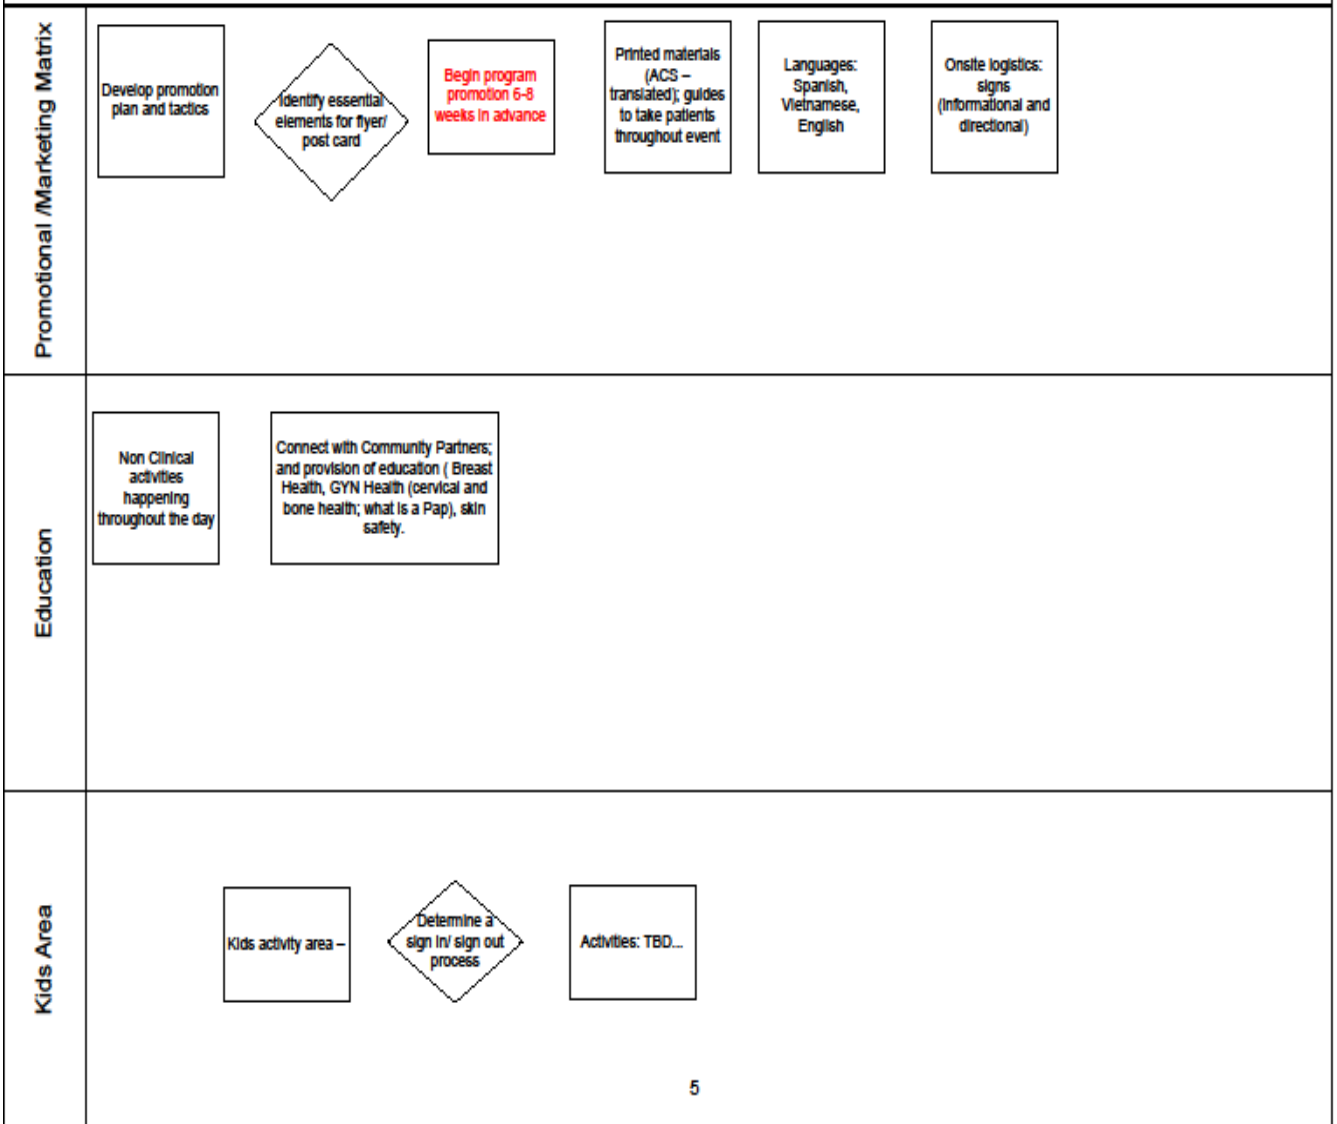 Promotional /Marketing Matrix
Develop promotion
plan and tactics
Identify essential
elements for flyer/
post card
Begin program
promotion 6-8
weeks in advance
Printed materials
(ACS –
translated); guides
to take patients
throughout event
Languages:
Spanish,
Vietnamese,
English
Onsite logistics:
signs
(informational and
directional)
Education
Non Clinical
activities
happening
throughout the day
Connect with Community Partners;
and provision of education ( Breast
Health, GYN Health (cervical and
bone health; what is a Pap), skin
safety.
Kids Area
Kids activity area –
Determine a
sign in/ sign out
process
Activities: TBD...
5